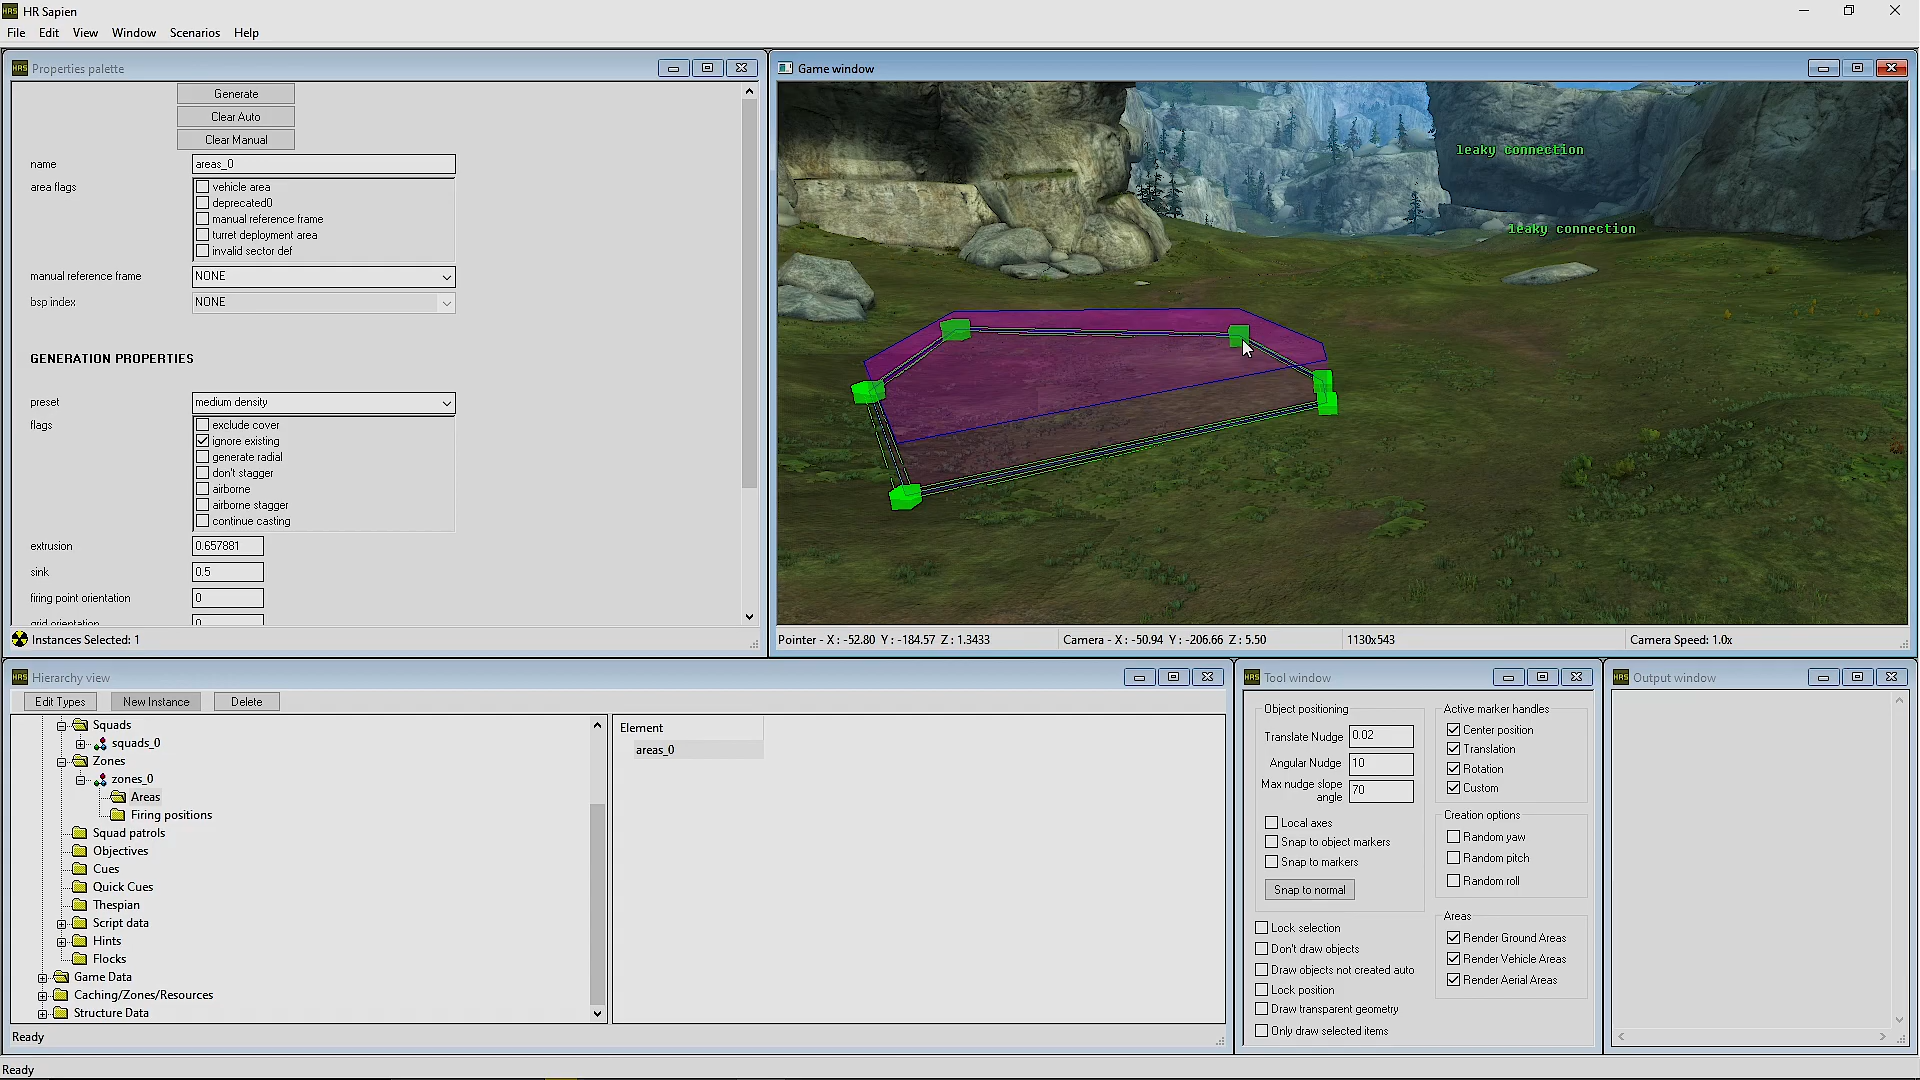 HRS HR Sapien
File Edit View Window Scenarios Help
HRS Properties palette
Generate
Clear Auto
Clear Manual
name areas_0
area flags
vehicle area
deprecated0
manual reference frame
turret deployment area
invalid sector def
manual reference frame NONE
bsp index NONE
GENERATION PROPERTIES
preset medium density
flags
exclude cover
ignore existing
generate radial
don't stagger
airborne
airborne stagger
continue casting
extrusion 0.657881
sink 0.5
firing point orientation 0
grid orientation 0
Instances Selected: 1
Game window
leaky connection
leaky connection
Pointer - X : -52.80 Y : -184.57 Z : 1.3433 Camera - X : -50.94 Y : -206.66 Z : 5.50 1130x543 Camera Speed: 1.0x
HRS Hierarchy view
Edit Types New Instance Delete
Squads
squads_0
Zones
zones_0
Areas
Firing positions
Squad patrols
Objectives
Cues
Quick Cues
Thespian
Script data
Hints
Flocks
Game Data
Caching/Zones/Resources
Structure Data
Element
areas_0
Ready
HRS Tool window
Object positioning
Translate Nudge 0.02
Angular Nudge 10
Max nudge slope angle 70
Local axes
Snap to object markers
Snap to markers
Snap to normal
Lock selection
Don't draw objects
Draw objects not created auto
Lock position
Draw transparent geometry
Only draw selected items
Active marker handles
Center position
Translation
Rotation
Custom
Creation options
Random yaw
Random pitch
Random roll
Areas
Render Ground Areas
Render Vehicle Areas
Render Aerial Areas
HRS Output window
Ready